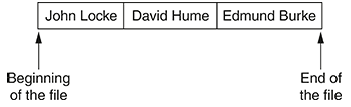 John Locke David Hume Edmund Burke
Beginning
of the file
End of
the file